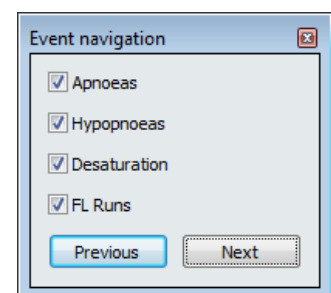 Event navigation
Apnoeas
Hypopnoeas
Desaturation
FL Runs
Previous Next